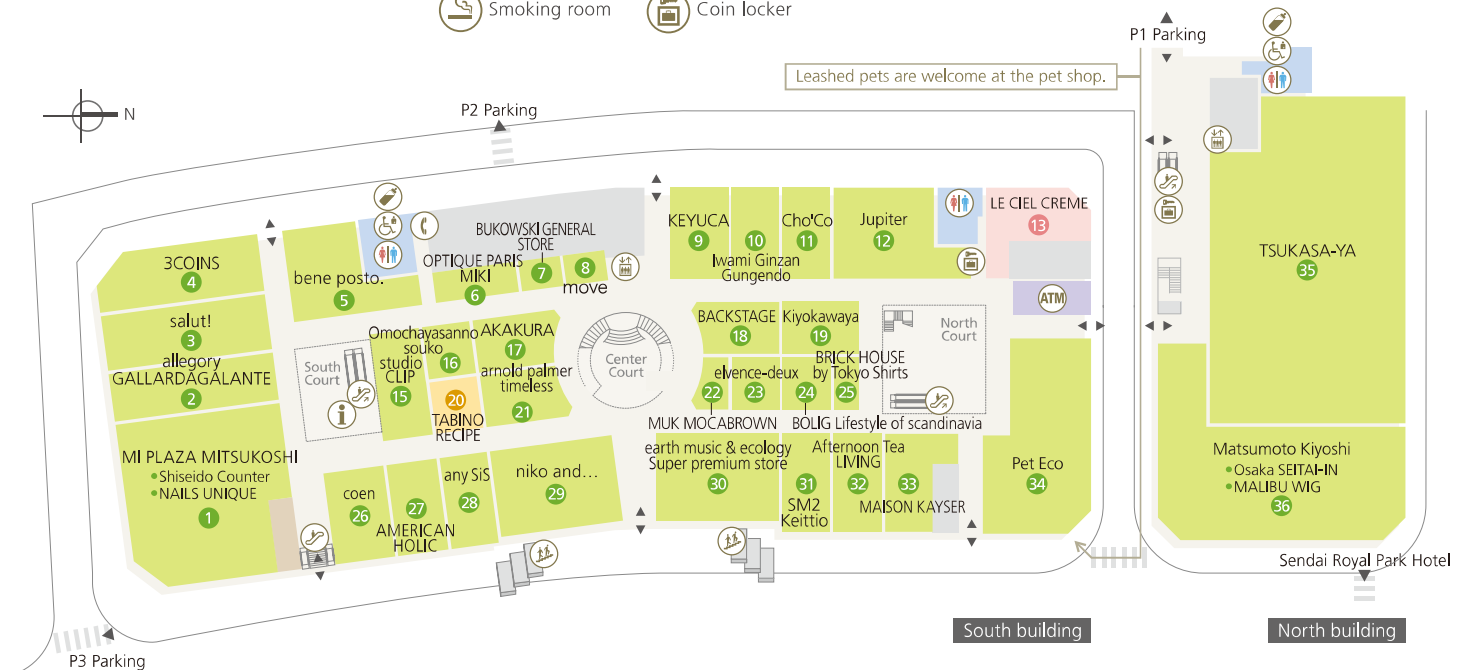 Smoking room
Coin locker
P1 Parking
Leashed pets are welcome at the pet shop.
N
P2 Parking
3COINS
4
salut!
3
allegory
GALLARDAGALANTE
2
MI PLAZA MITSUKOSHI
Shiseido Counter
NAILS UNIQUE
1
bene posto.
5
BUKOWSKI GENERAL
STORE
7
OPTIQUE PARIS
MIKI
6
8
move
KEYUCA
9
10
Iwami Ginzan
Gungendo
Cho'Co
11
Jupiter
12
LE CIEL CREME
13
ATM
TSUKASA-YA
35
South
Court
i
Omochayasanno
souko
16
studio
CLIP
15
AKAKURA
17
arnold palmer
timeless
21
20
TABINO
RECIPE
Center
Court
BACKSTAGE
18
Kiyokawaya
19
North
Court
elvence-deux
22
23
24
BRICK HOUSE
by Tokyo Shirts
25
MUK MOCABROWN
BOLIG Lifestyle of scandinavia
coen
26
27
AMERICAN
HOLIC
any SiS
28
niko and...
29
earth music & ecology
Super premium store
30
31
SM2
Keittio
Afternoon Tea
LIVING
32
33
MAISON KAYSER
Pet Eco
34
Matsumoto Kiyoshi
Osaka SEITAI-IN
MALIBU WIG
36
Sendai Royal Park Hotel
South building
North building
P3 Parking